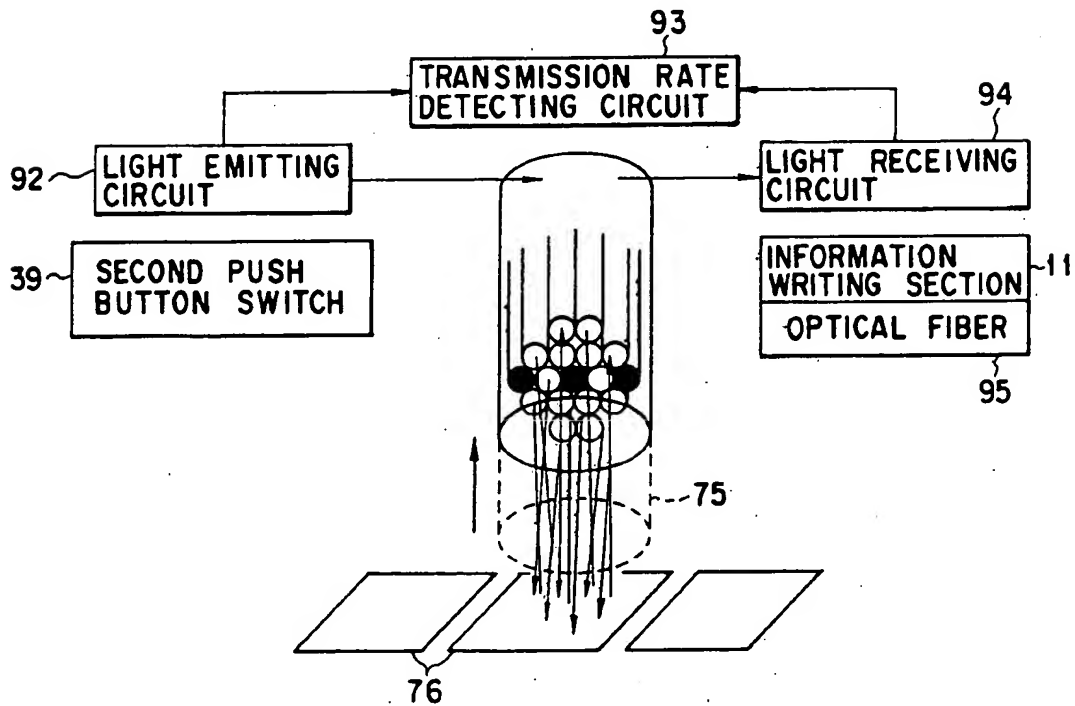 93
TRANSMISSION RATE
DETECTING CIRCUIT
94
92
LIGHT EMITTING
CIRCUIT
LIGHT RECEIVING
CIRCUIT
39
SECOND PUSH
BUTTON SWITCH
INFORMATION
WRITING SECTION
11
OPTICAL FIBER
95
75
76